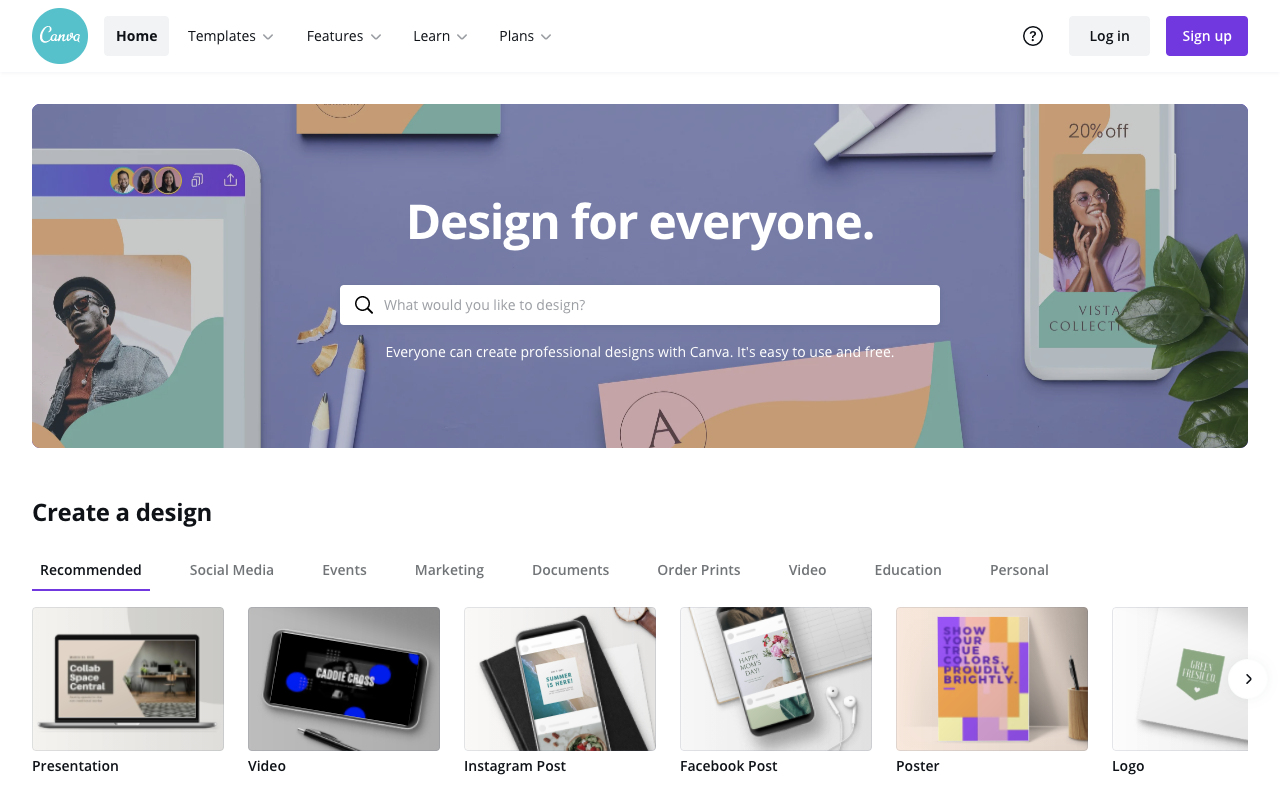 Canva
Home
Templates
Features
Learn
Plans
?
Log in
Sign up
20% off
Design for everyone.
What would you like to design?
VISTA
Everyone can create professional designs with Canva. It's easy to use and free.
A
Create a design
Recommended
Social Media
Events
Marketing
Documents
Order Prints
Video
Education
Personal
Collab
Space
Central
CADDIE CROSS
SUMMER
IS HERE!
HAPPY
MOM'S
DAY!
SHOW
YOUR
TRUE
COLORS.
PROUDLY.
BRIGHTLY.
GREEN
FRESH CO.
Presentation
Video
Instagram Post
Facebook Post
Poster
Logo